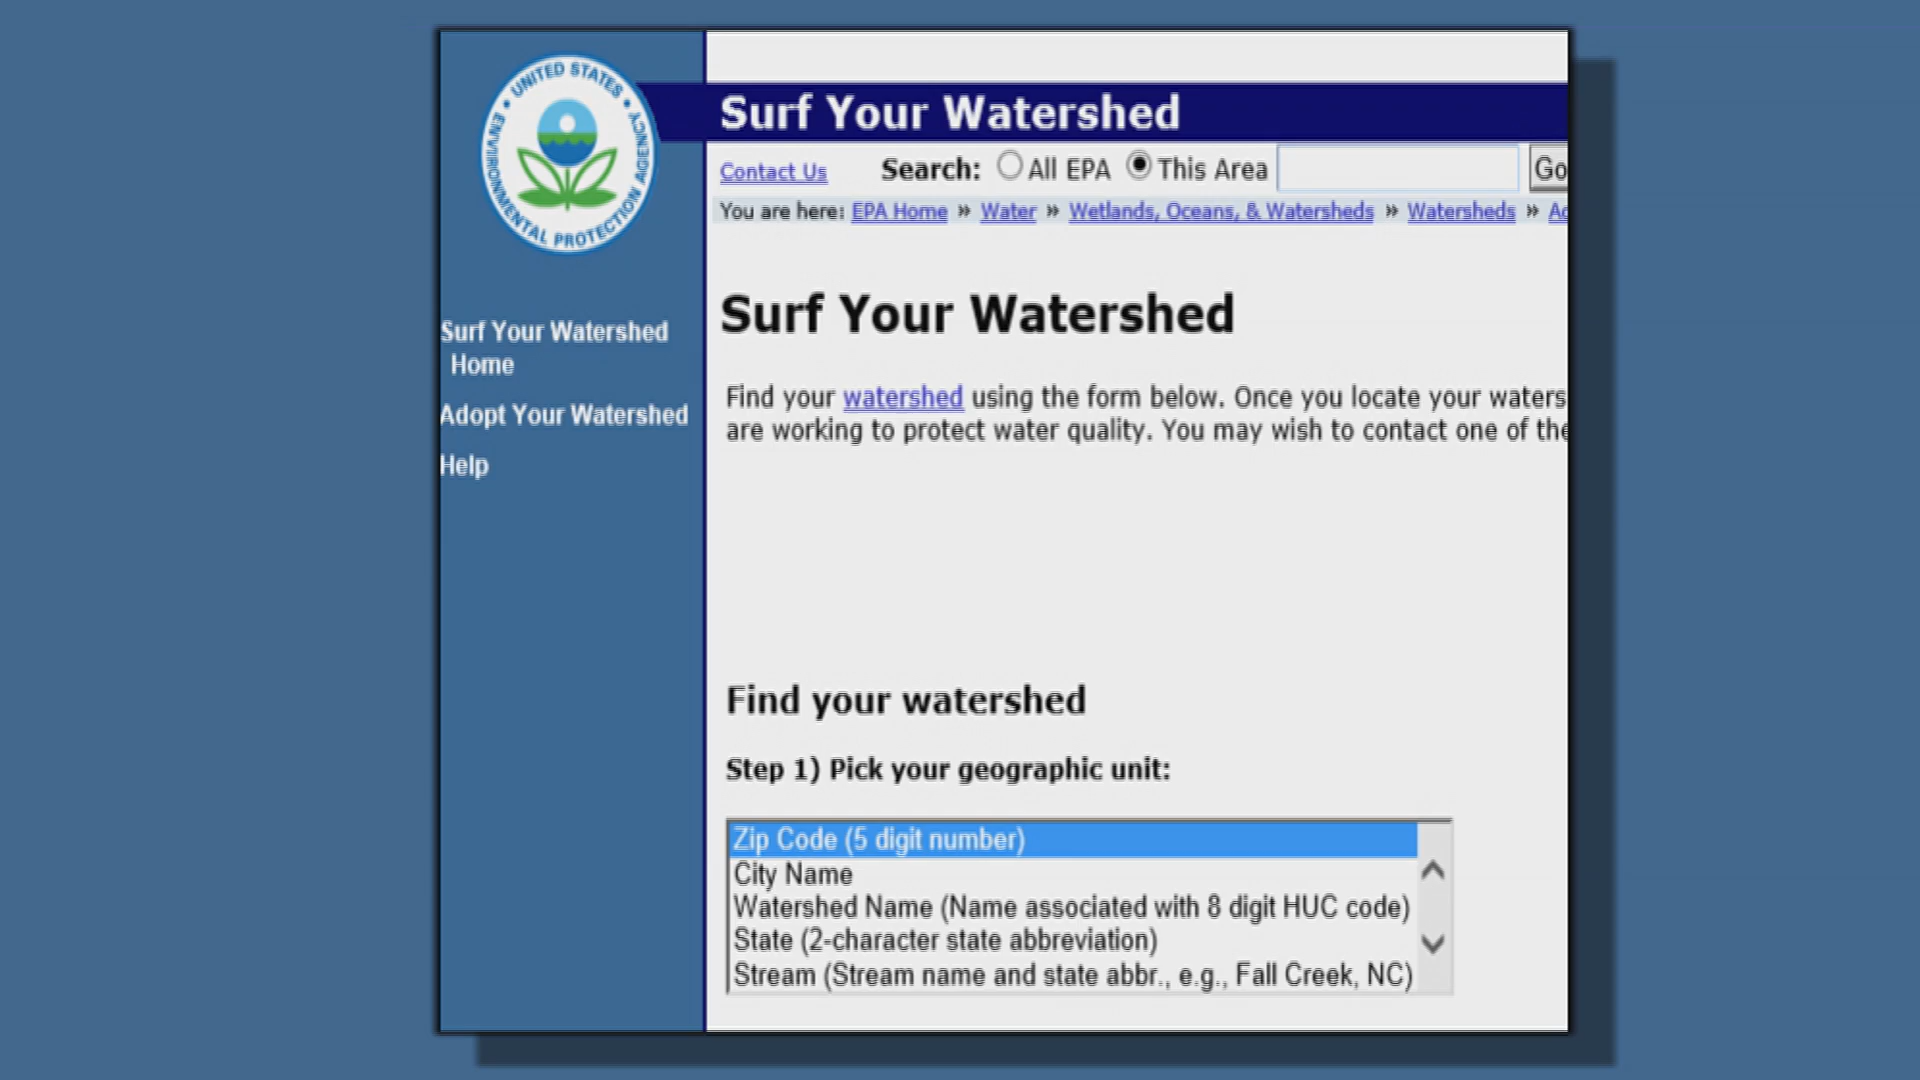 UNITED STATES
ENVIRONMENTAL PROTECTION AGENCY
Surf Your Watershed
Contact Us Search: All EPA This Area Go
You are here: EPA Home » Water » Wetlands, Oceans, & Watersheds » Watersheds »
Surf Your Watershed
Home
Adopt Your Watershed
Help
Surf Your Watershed
Find your watershed using the form below. Once you locate your waters
are working to protect water quality. You may wish to contact one of the
Find your watershed
Step 1) Pick your geographic unit:
Zip Code (5 digit number)
City Name
Watershed Name (Name associated with 8 digit HUC code)
State (2-character state abbreviation)
Stream (Stream name and state abbr., e.g., Fall Creek, NC)